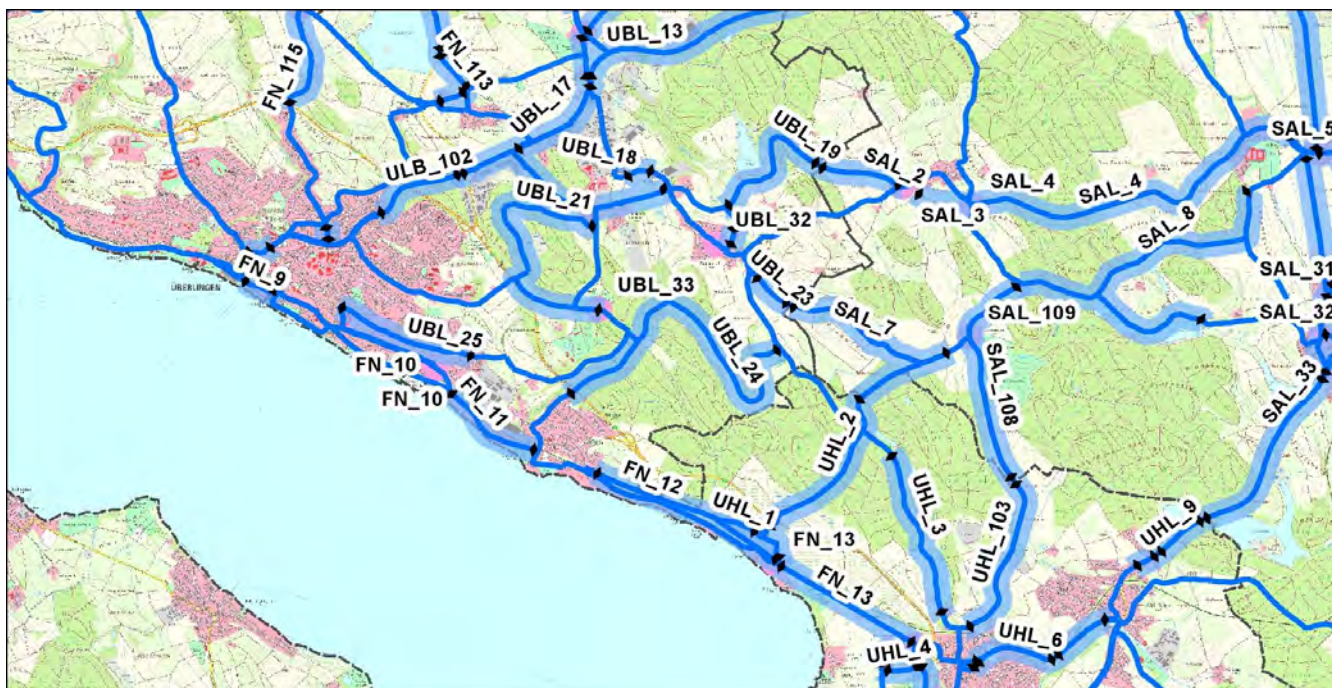 UBL_13
FN_115
FN_113
UBL_17
SAL_5
UBL_19
ULB_102
UBL_18
SAL_2
SAL_4
SAL_4
UBL_21
UBL_32
SAL_3
SAL_8
FN_9
ÜBERLINGEN
UBL_33
UBL_23
SAL_31
SAL_109
SAL_32
UBL_25
SAL_7
UBL_24
FN_10
FN_10
SAL_108
SAL_33
FN_11
UHL_2
FN_12
UHL_1
UHL_3
UHL_103
UHL_9
FN_13
FN_13
UHL_6
UHL_4